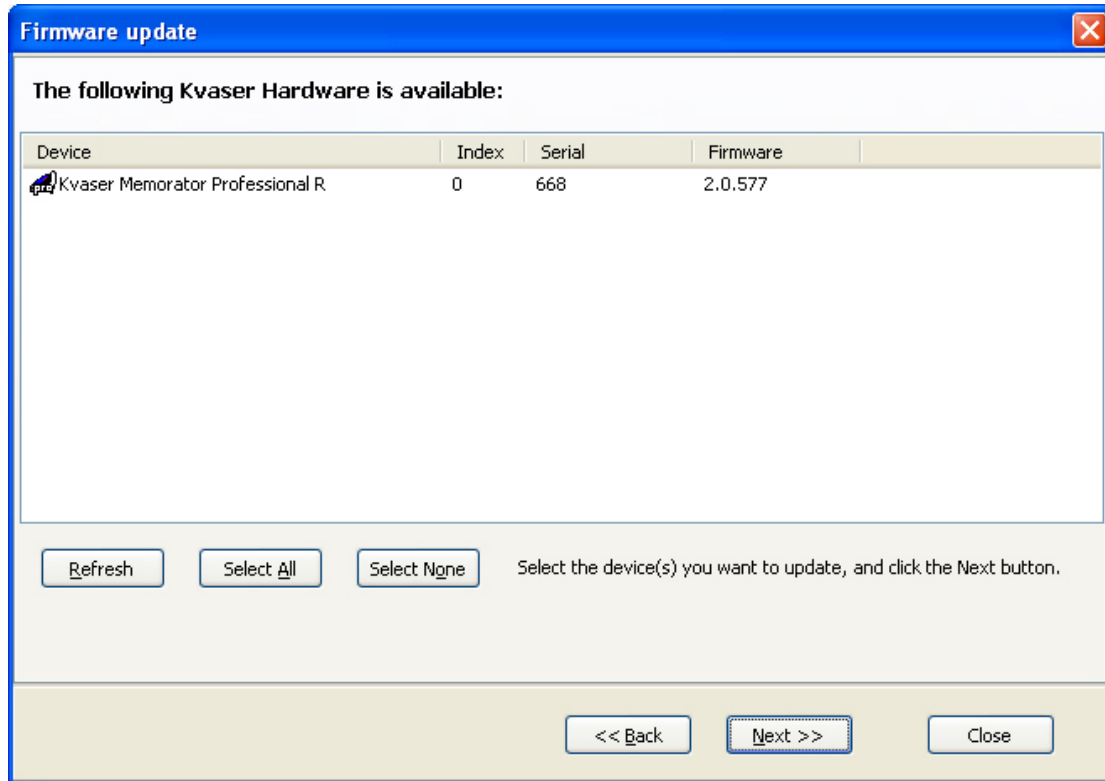 Firmware update
The following Kvaser Hardware is available:
Device Index Serial Firmware
Kvaser Memorator Professional R 0 668 2.0.577
Refresh Select All Select None Select the device(s) you want to update, and click the Next button.
<< Back Next >> Close